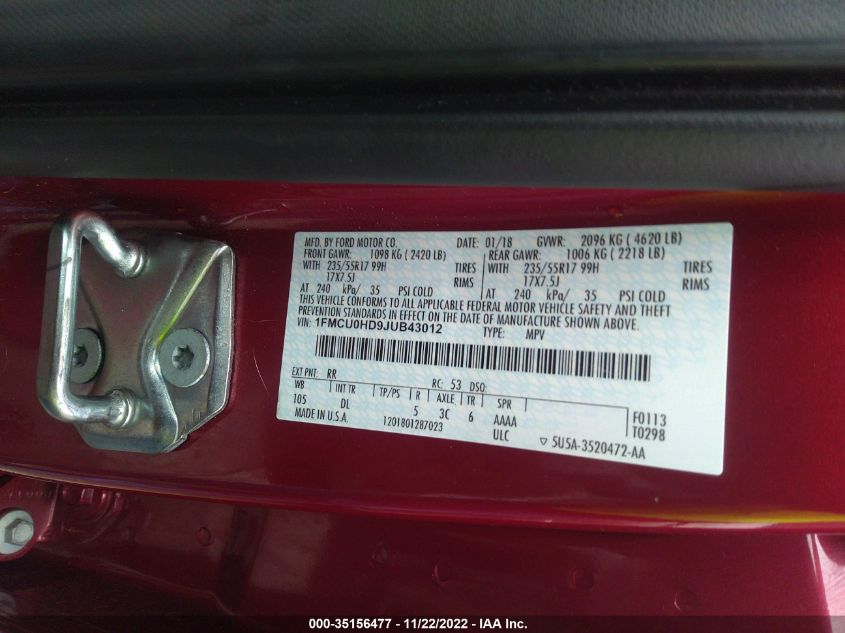 MFD. BY FORD MOTOR CO. DATE: 01/18 GVWR: 2096 KG ( 4620 LB)
FRONT GAWR: 1098 KG ( 2420 LB) REAR GAWR: 1006 KG ( 2218 LB)
WITH 235/55R17 99H TIRES WITH 235/55R17 99H TIRES
17X7.5J RIMS 17X7.5J RIMS
AT 240 kPa/ 35 PSI COLD AT 240 kPa/ 35 PSI COLD
THIS VEHICLE CONFORMS TO ALL APPLICABLE FEDERAL MOTOR VEHICLE SAFETY AND THEFT
PREVENTION STANDARDS IN EFFECT ON THE DATE OF MANUFACTURE SHOWN ABOVE.
VIN: 1FMCU0HD9JUB43012 TYPE: MPV
EXT PNT: RR RC: 53 DSO:
WB INT TR TP/PS R AXLE TR SPR
105 DL 5 3C 6 AAAA F0113
MADE IN U.S.A. 1201801287023 ULC T0298
▽ 5U5A-3520472-AA
000-35156477 - 11/22/2022 - IAA Inc.